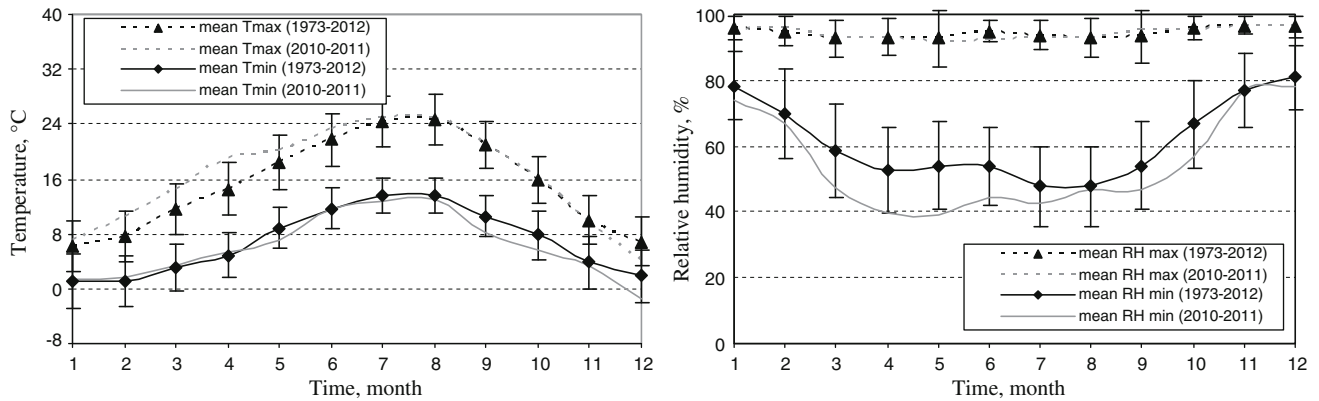 40
32
24
16
8
0
-8
Temperature, °C
mean Tmax (1973-2012)
mean Tmax (2010-2011)
mean Tmin (1973-2012)
mean Tmin (2010-2011)
1 2 3 4 5 6 7 8 9 10 11 12
Time, month
100
80
60
40
20
0
Relative humidity, %
mean RH max (1973-2012)
mean RH max (2010-2011)
mean RH min (1973-2012)
mean RH min (2010-2011)
1 2 3 4 5 6 7 8 9 10 11 12
Time, month